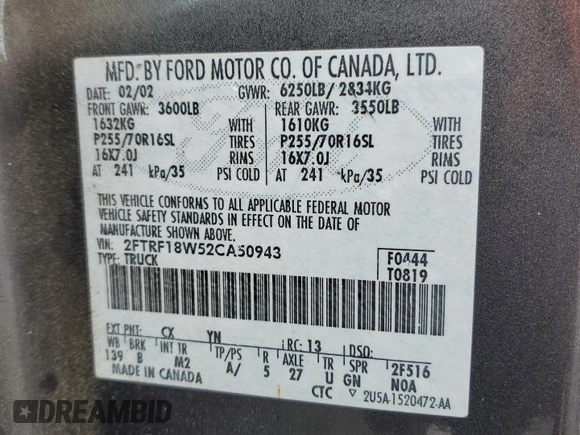 MFD. BY FORD MOTOR CO. OF CANADA, LTD.
DATE: 02/02 GVWR: 6250LB/ 2834KG
FRONT GAWR: 3600LB REAR GAWR: 3550LB
1632KG WITH 1610KG WITH
P255/70R16SL TIRES P255/70R16SL TIRES
16X7.0J RIMS 16X7.0J RIMS
AT 241 kPa/35 PSI COLD AT 241 kPa/35 PSI COLD
THIS VEHICLE CONFORMS TO ALL APPLICABLE FEDERAL MOTOR
VEHICLE SAFETY STANDARDS IN EFFECT ON THE DATE OF
MANUFACTURE SHOWN ABOVE.
VIN: 2FTRF18W52CA50943 F0444
TYPE: TRUCK T0819
EXT PNT: CX YN RC: 13 DSO:
WB BRK INT TR TP/PS R AXLE TR SPR 2F516
139 B M2 A/ 5 27 U GN N0A
MADE IN CANADA CTC ▽ 2U5A-1520472-AA
DREAMBID